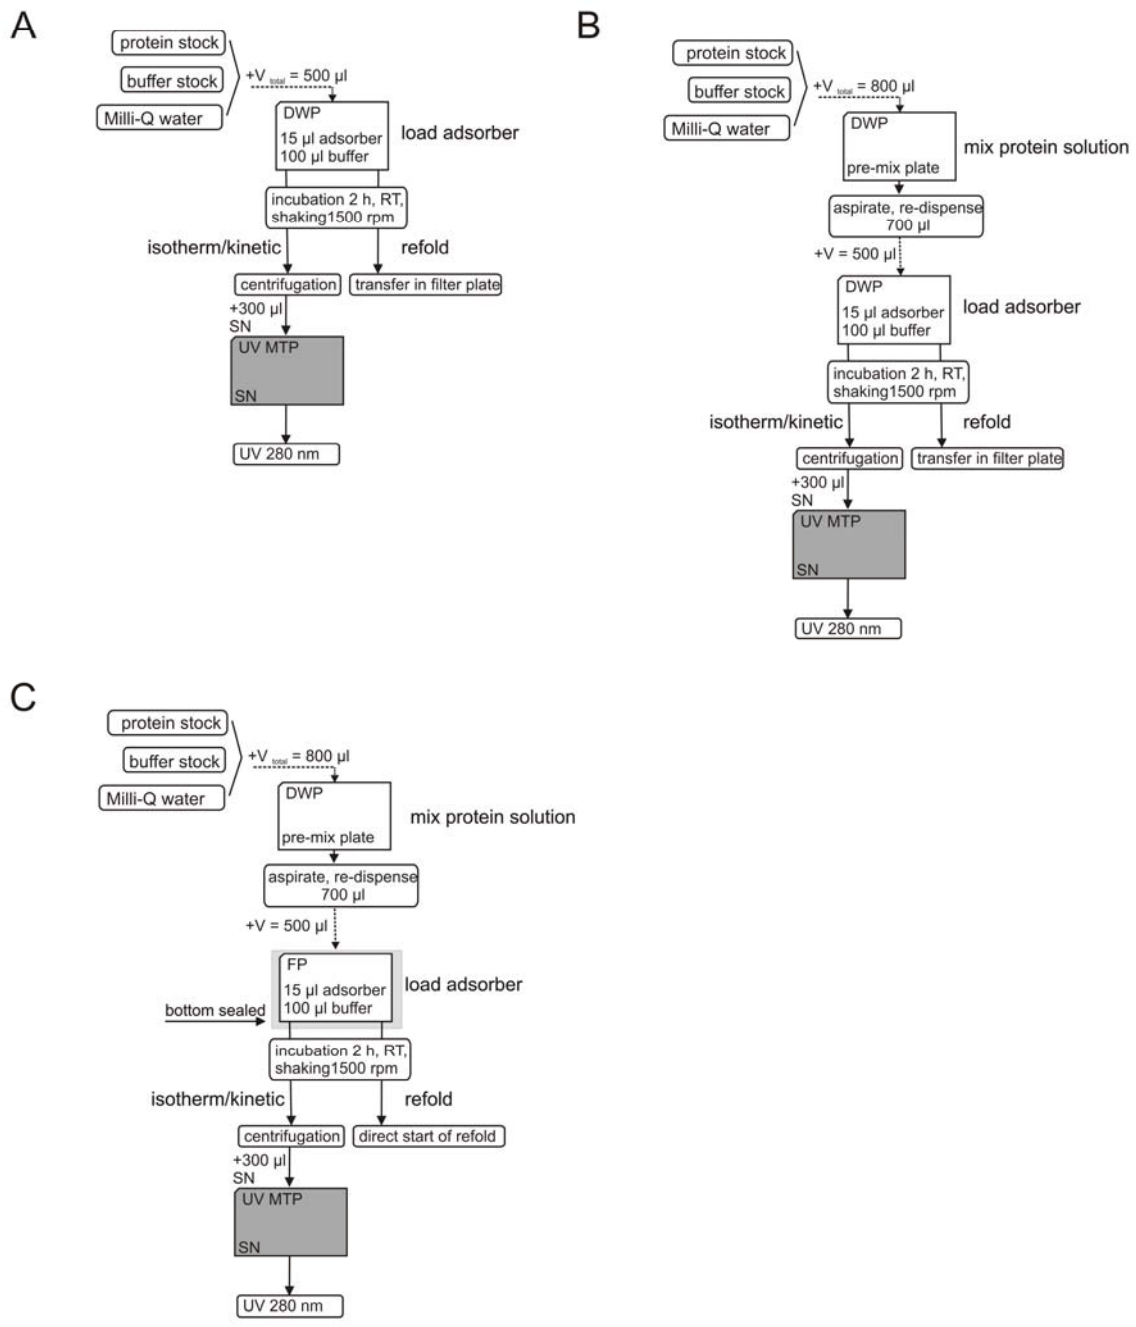 A
protein stock
buffer stock
Milli-Q water
+V total = 500 µl
DWP
15 µl adsorber
100 µl buffer
load adsorber
incubation 2 h, RT,
shaking1500 rpm
isotherm/kinetic
refold
centrifugation
transfer in filter plate
+300 µl
SN
UV MTP
SN
UV 280 nm
B
protein stock
buffer stock
Milli-Q water
+V total = 800 µl
DWP
pre-mix plate
mix protein solution
aspirate, re-dispense
700 µl
+V = 500 µl
DWP
15 µl adsorber
100 µl buffer
load adsorber
incubation 2 h, RT,
shaking1500 rpm
isotherm/kinetic
refold
centrifugation
transfer in filter plate
+300 µl
SN
UV MTP
SN
UV 280 nm
C
protein stock
buffer stock
Milli-Q water
+V total = 800 µl
DWP
pre-mix plate
mix protein solution
aspirate, re-dispense
700 µl
+V = 500 µl
FP
15 µl adsorber
100 µl buffer
load adsorber
bottom sealed
incubation 2 h, RT,
shaking1500 rpm
isotherm/kinetic
refold
centrifugation
direct start of refold
+300 µl
SN
UV MTP
SN
UV 280 nm